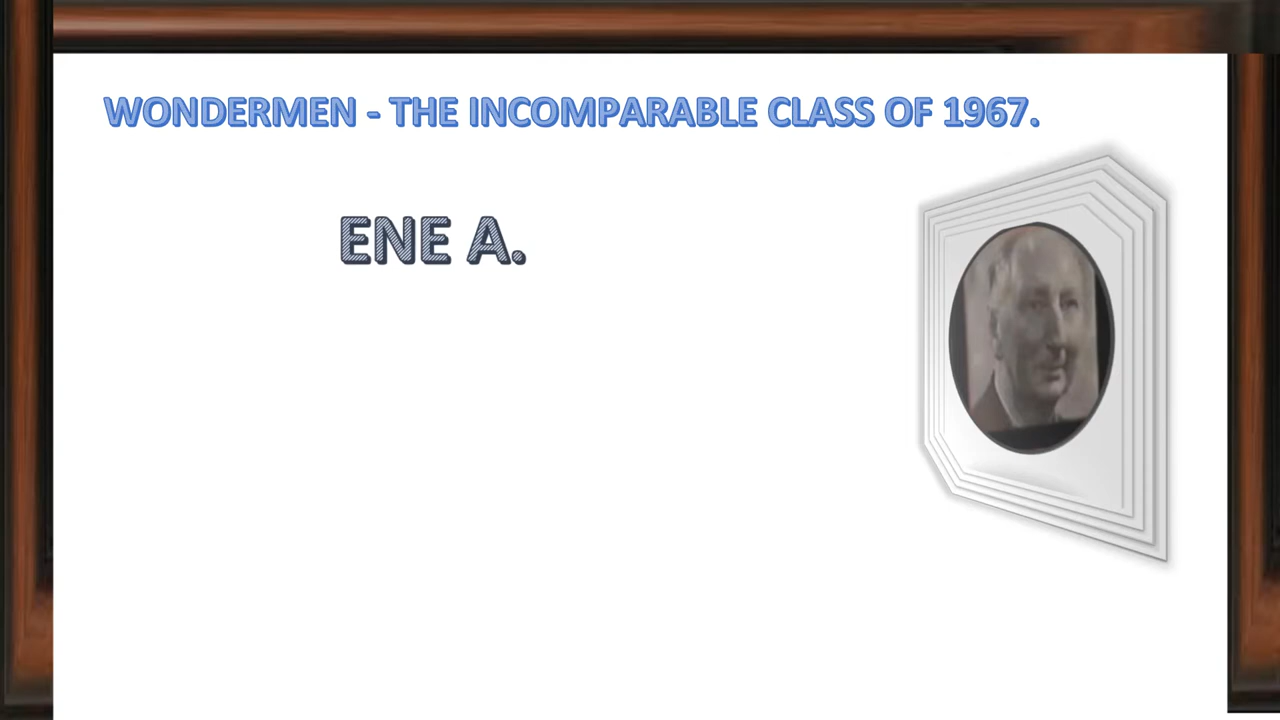 WONDERMEN - THE INCOMPARABLE CLASS OF 1967.
ENE A.